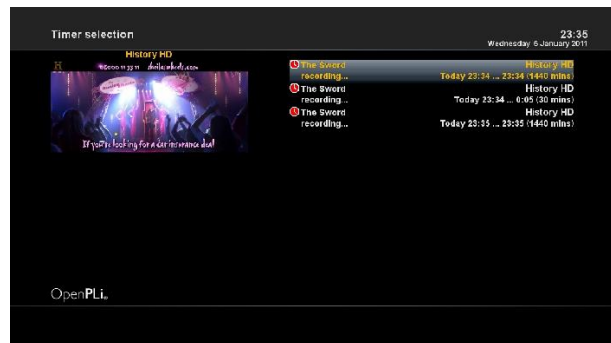 Timer selection
23:35
Wednesday 6 January 2011
History HD
H
sheilaswheels.com
If you're looking for a car insurance deal
The Sword History HD
recording... Today 23:34 ... 23:34 (1440 mins)
The Sword History HD
recording... Today 23:34 ... 0:05 (30 mins)
The Sword History HD
recording... Today 23:35 ... 23:35 (1440 mins)
OpenPLi